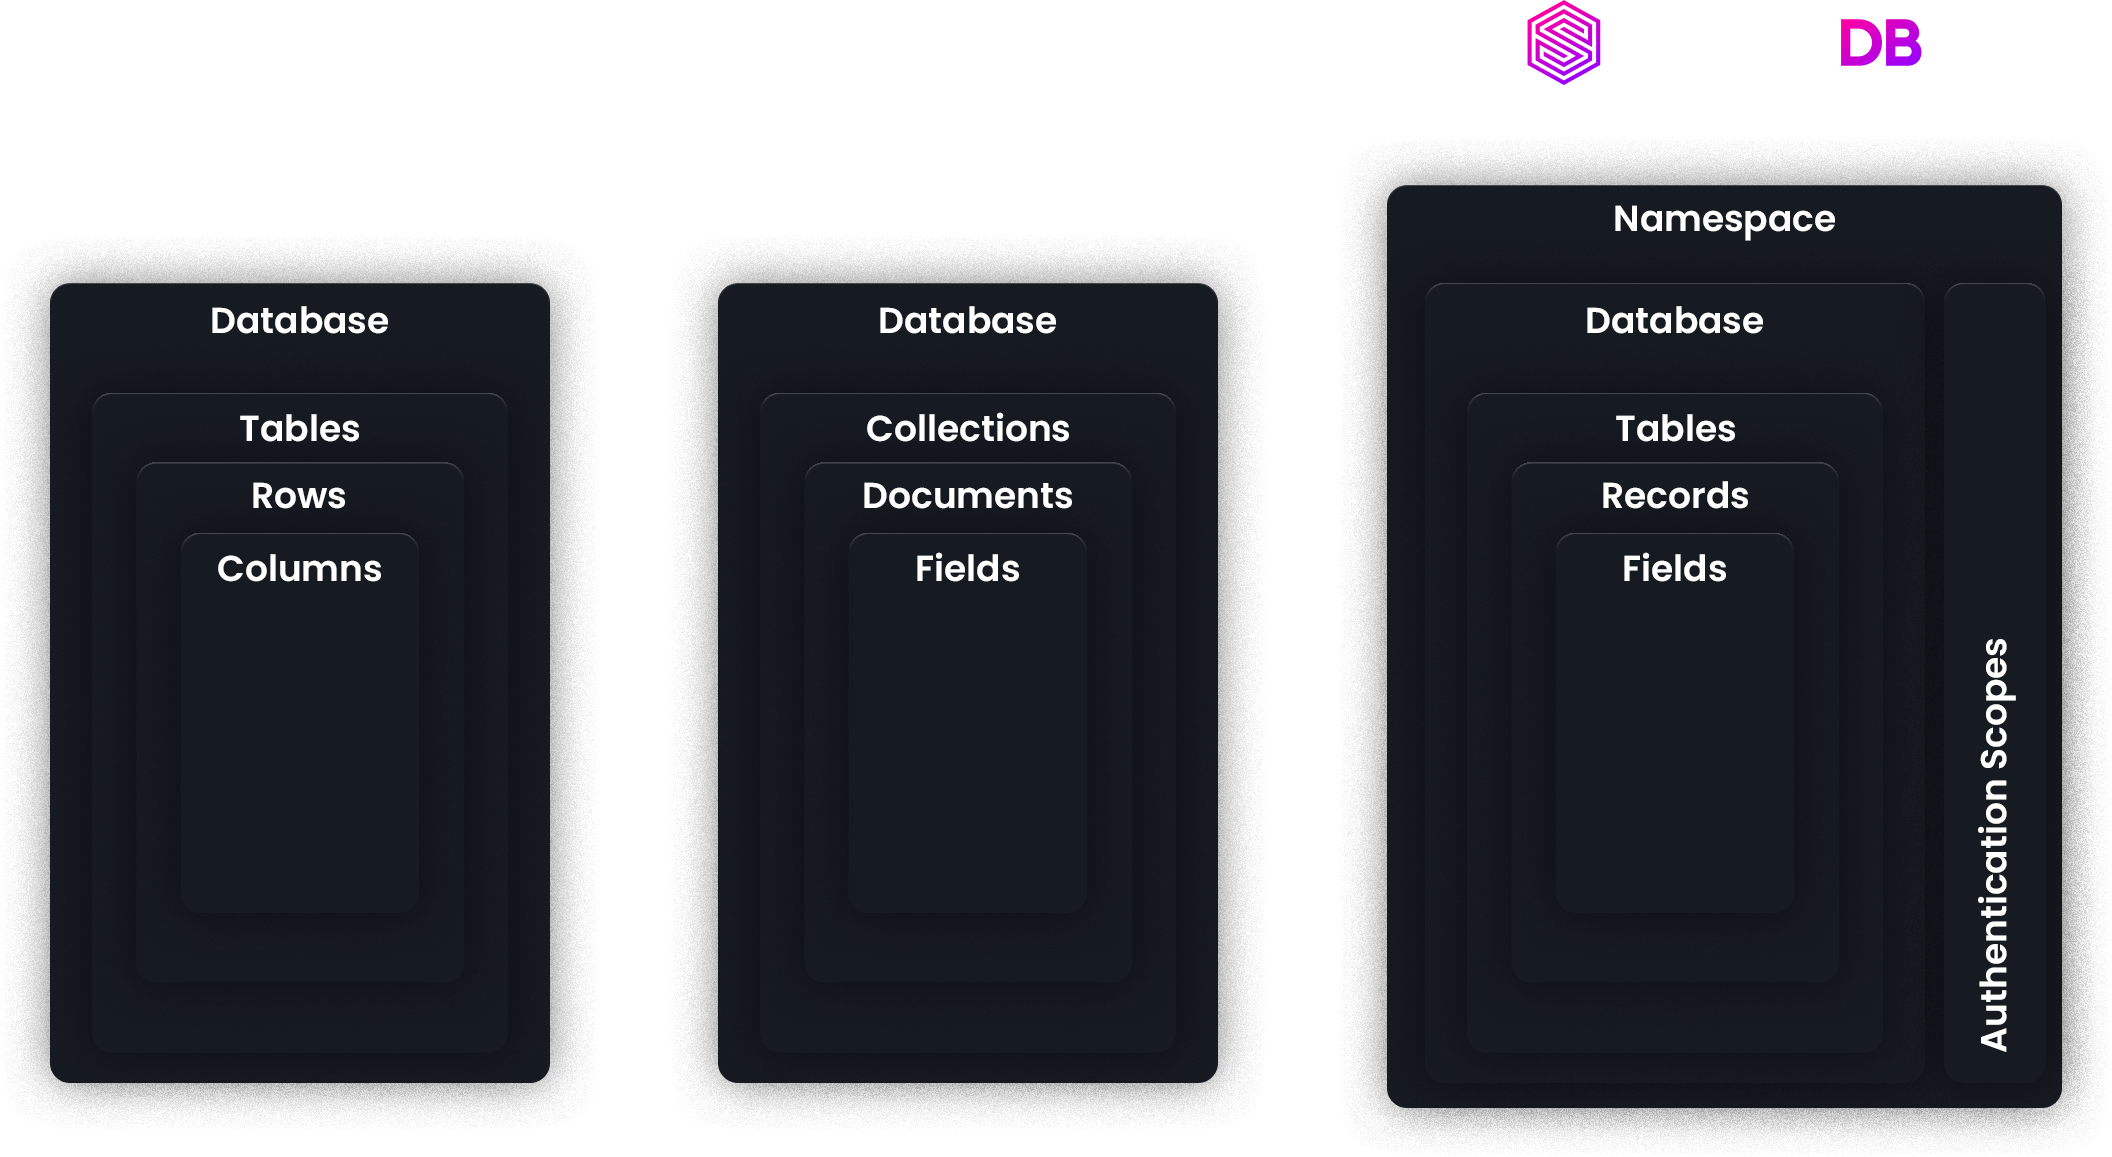 DB
Database
Tables
Rows
Columns
Database
Collections
Documents
Fields
Namespace
Database
Tables
Records
Fields
Authentication Scopes